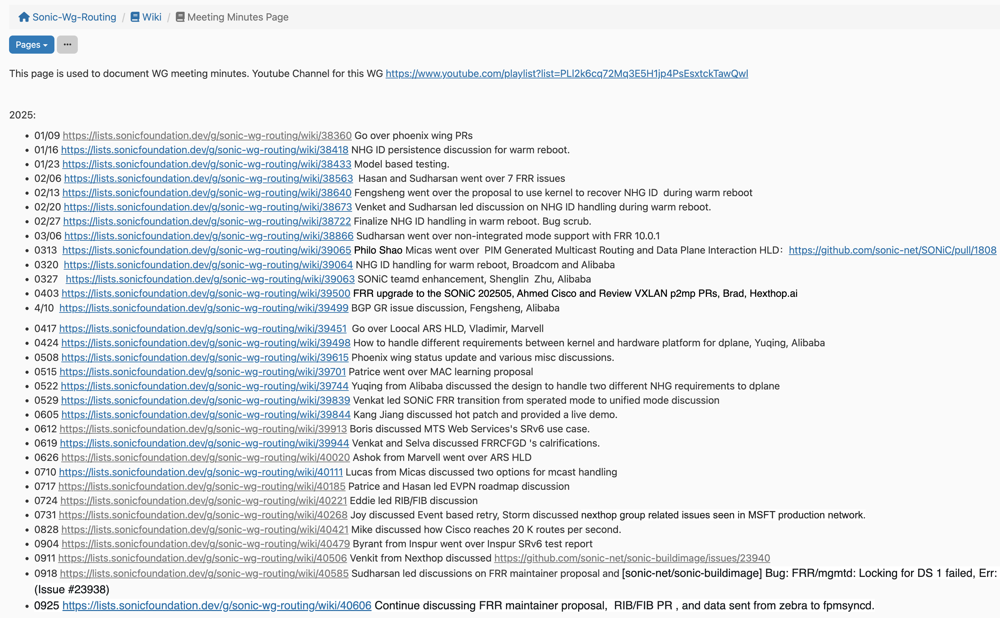 Sonic-Wg-Routing / Wiki / Meeting Minutes Page
Pages ...
This page is used to document WG meeting minutes. Youtube Channel for this WG https://www.youtube.com/playlist?list=PLl2k6cq72Mq3E5H1jp4PsEsxtckTawQwl
2025:
01/09 https://lists.sonicfoundation.dev/g/sonic-wg-routing/wiki/38360 Go over phoenix wing PRs
01/16 https://lists.sonicfoundation.dev/g/sonic-wg-routing/wiki/38418 NHG ID persistence discussion for warm reboot.
01/23 https://lists.sonicfoundation.dev/g/sonic-wg-routing/wiki/38433 Model based testing.
02/06 https://lists.sonicfoundation.dev/g/sonic-wg-routing/wiki/38563  Hasan and Sudharsan went over 7 FRR issues
02/13 https://lists.sonicfoundation.dev/g/sonic-wg-routing/wiki/38640 Fengsheng went over the proposal to use kernel to recover NHG ID  during warm reboot
02/20 https://lists.sonicfoundation.dev/g/sonic-wg-routing/wiki/38673 Venket and Sudharsan led discussion on NHG ID handling during warm reboot.
02/27 https://lists.sonicfoundation.dev/g/sonic-wg-routing/wiki/38722 Finalize NHG ID handling in warm reboot. Bug scrub.
03/06 https://lists.sonicfoundation.dev/g/sonic-wg-routing/wiki/38866 Sudharsan went over non-integrated mode support with FRR 10.0.1
0313  https://lists.sonicfoundation.dev/g/sonic-wg-routing/wiki/39065 Philo Shao Micas went over  PIM Generated Multicast Routing and Data Plane Interaction HLD：https://github.com/sonic-net/SONiC/pull/1808
0320  https://lists.sonicfoundation.dev/g/sonic-wg-routing/wiki/39064 NHG ID handling for warm reboot, Broadcom and Alibaba
0327   https://lists.sonicfoundation.dev/g/sonic-wg-routing/wiki/39063 SONiC teamd enhancement, Shenglin  Zhu, Alibaba
0403 https://lists.sonicfoundation.dev/g/sonic-wg-routing/wiki/39500 FRR upgrade to the SONiC 202505, Ahmed Cisco and Review VXLAN p2mp PRs, Brad, Hexthop.ai
4/10  https://lists.sonicfoundation.dev/g/sonic-wg-routing/wiki/39499 BGP GR issue discussion, Fengsheng, Alibaba
0417 https://lists.sonicfoundation.dev/g/sonic-wg-routing/wiki/39451  Go over Loocal ARS HLD, Vladimir, Marvell
0424 https://lists.sonicfoundation.dev/g/sonic-wg-routing/wiki/39498 How to handle different requirements between kernel and hardware platform for dplane, Yuqing, Alibaba
0508 https://lists.sonicfoundation.dev/g/sonic-wg-routing/wiki/39615 Phoenix wing status update and various misc discussions.
0515 https://lists.sonicfoundation.dev/g/sonic-wg-routing/wiki/39701 Patrice went over MAC learning proposal
0522 https://lists.sonicfoundation.dev/g/sonic-wg-routing/wiki/39744 Yuqing from Alibaba discussed the design to handle two different NHG requirements to dplane
0529 https://lists.sonicfoundation.dev/g/sonic-wg-routing/wiki/39839 Venkat led SONiC FRR transition from sperated mode to unified mode discussion
0605 https://lists.sonicfoundation.dev/g/sonic-wg-routing/wiki/39844 Kang Jiang discussed hot patch and provided a live demo.
0612 https://lists.sonicfoundation.dev/g/sonic-wg-routing/wiki/39913 Boris discussed MTS Web Services's SRv6 use case.
0619 https://lists.sonicfoundation.dev/g/sonic-wg-routing/wiki/39944 Venkat and Selva discussed FRRCFGD 's calrifications.
0626 https://lists.sonicfoundation.dev/g/sonic-wg-routing/wiki/40020 Ashok from Marvell went over ARS HLD
0710 https://lists.sonicfoundation.dev/g/sonic-wg-routing/wiki/40111 Lucas from Micas discussed two options for mcast handling
0717 https://lists.sonicfoundation.dev/g/sonic-wg-routing/wiki/40185 Patrice and Hasan led EVPN roadmap discussion
0724 https://lists.sonicfoundation.dev/g/sonic-wg-routing/wiki/40221 Eddie led RIB/FIB discussion
0731 https://lists.sonicfoundation.dev/g/sonic-wg-routing/wiki/40268 Joy discussed Event based retry, Storm discussed nexthop group related issues seen in MSFT production network.
0828 https://lists.sonicfoundation.dev/g/sonic-wg-routing/wiki/40421 Mike discussed how Cisco reaches 20 K routes per second.
0904 https://lists.sonicfoundation.dev/g/sonic-wg-routing/wiki/40479 Byrant from Inspur went over Inspur SRv6 test report
0911 https://lists.sonicfoundation.dev/g/sonic-wg-routing/wiki/40506 Venkit from Nexthop discussed https://github.com/sonic-net/sonic-buildimage/issues/23940
0918 https://lists.sonicfoundation.dev/g/sonic-wg-routing/wiki/40585 Sudharsan led discussions on FRR maintainer proposal and [sonic-net/sonic-buildimage] Bug: FRR/mgmtd: Locking for DS 1 failed, Err:
(Issue #23938)
0925 https://lists.sonicfoundation.dev/g/sonic-wg-routing/wiki/40606 Continue discussing FRR maintainer proposal,  RIB/FIB PR , and data sent from zebra to fpmsyncd.